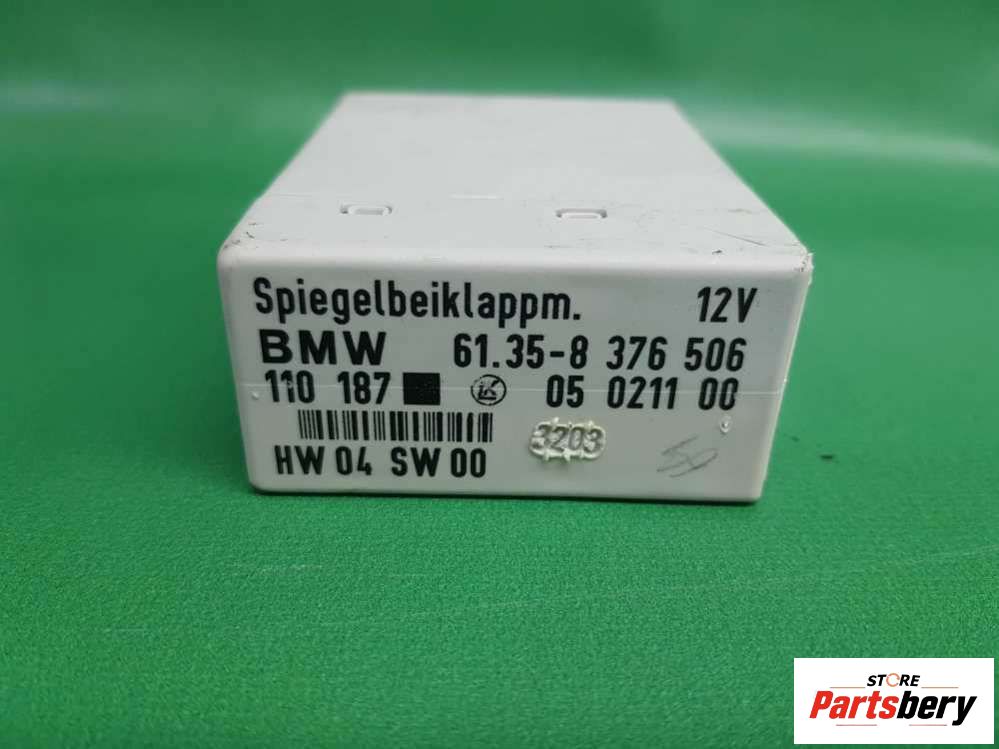 Spiegelbeiklappm. 12V
BMW 61.35-8 376 506
110 187 05 0211 00
HW 04 SW 00
3203
50
STORE
Partsbery